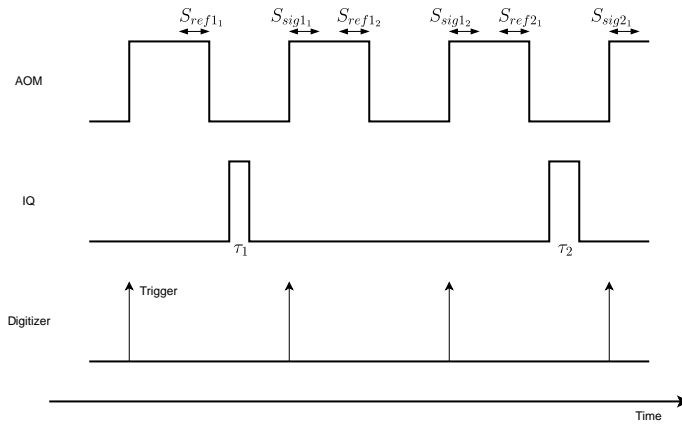 S_{ref1_1} S_{sig1_1} S_{ref1_2} S_{sig1_2} S_{ref2_1} S_{sig2_1}
AOM
IQ
τ_1 τ_2
Trigger
Digitizer
Time